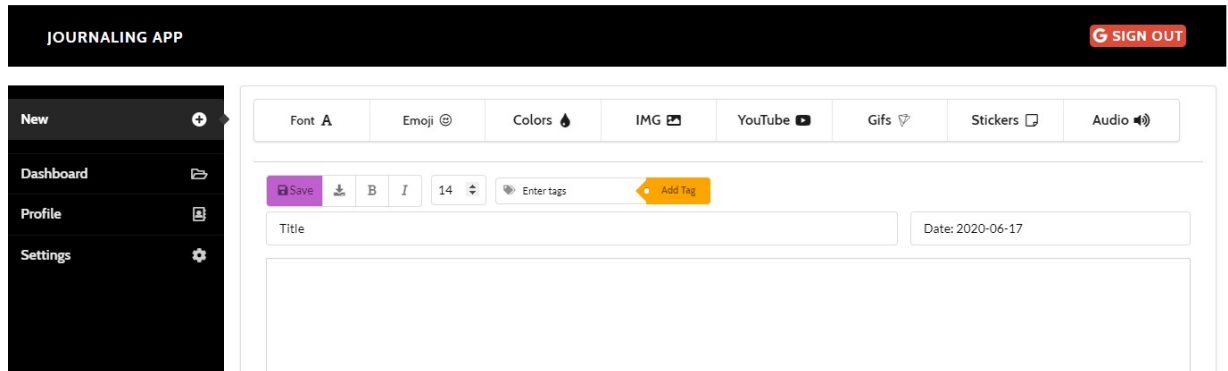 JOURNALING APP
G SIGN OUT
New
Font A Emoji Colors IMG YouTube Gifs Stickers Audio
Dashboard
Profile
Settings
Save B I 14 Enter tags Add Tag
Title Date: 2020-06-17